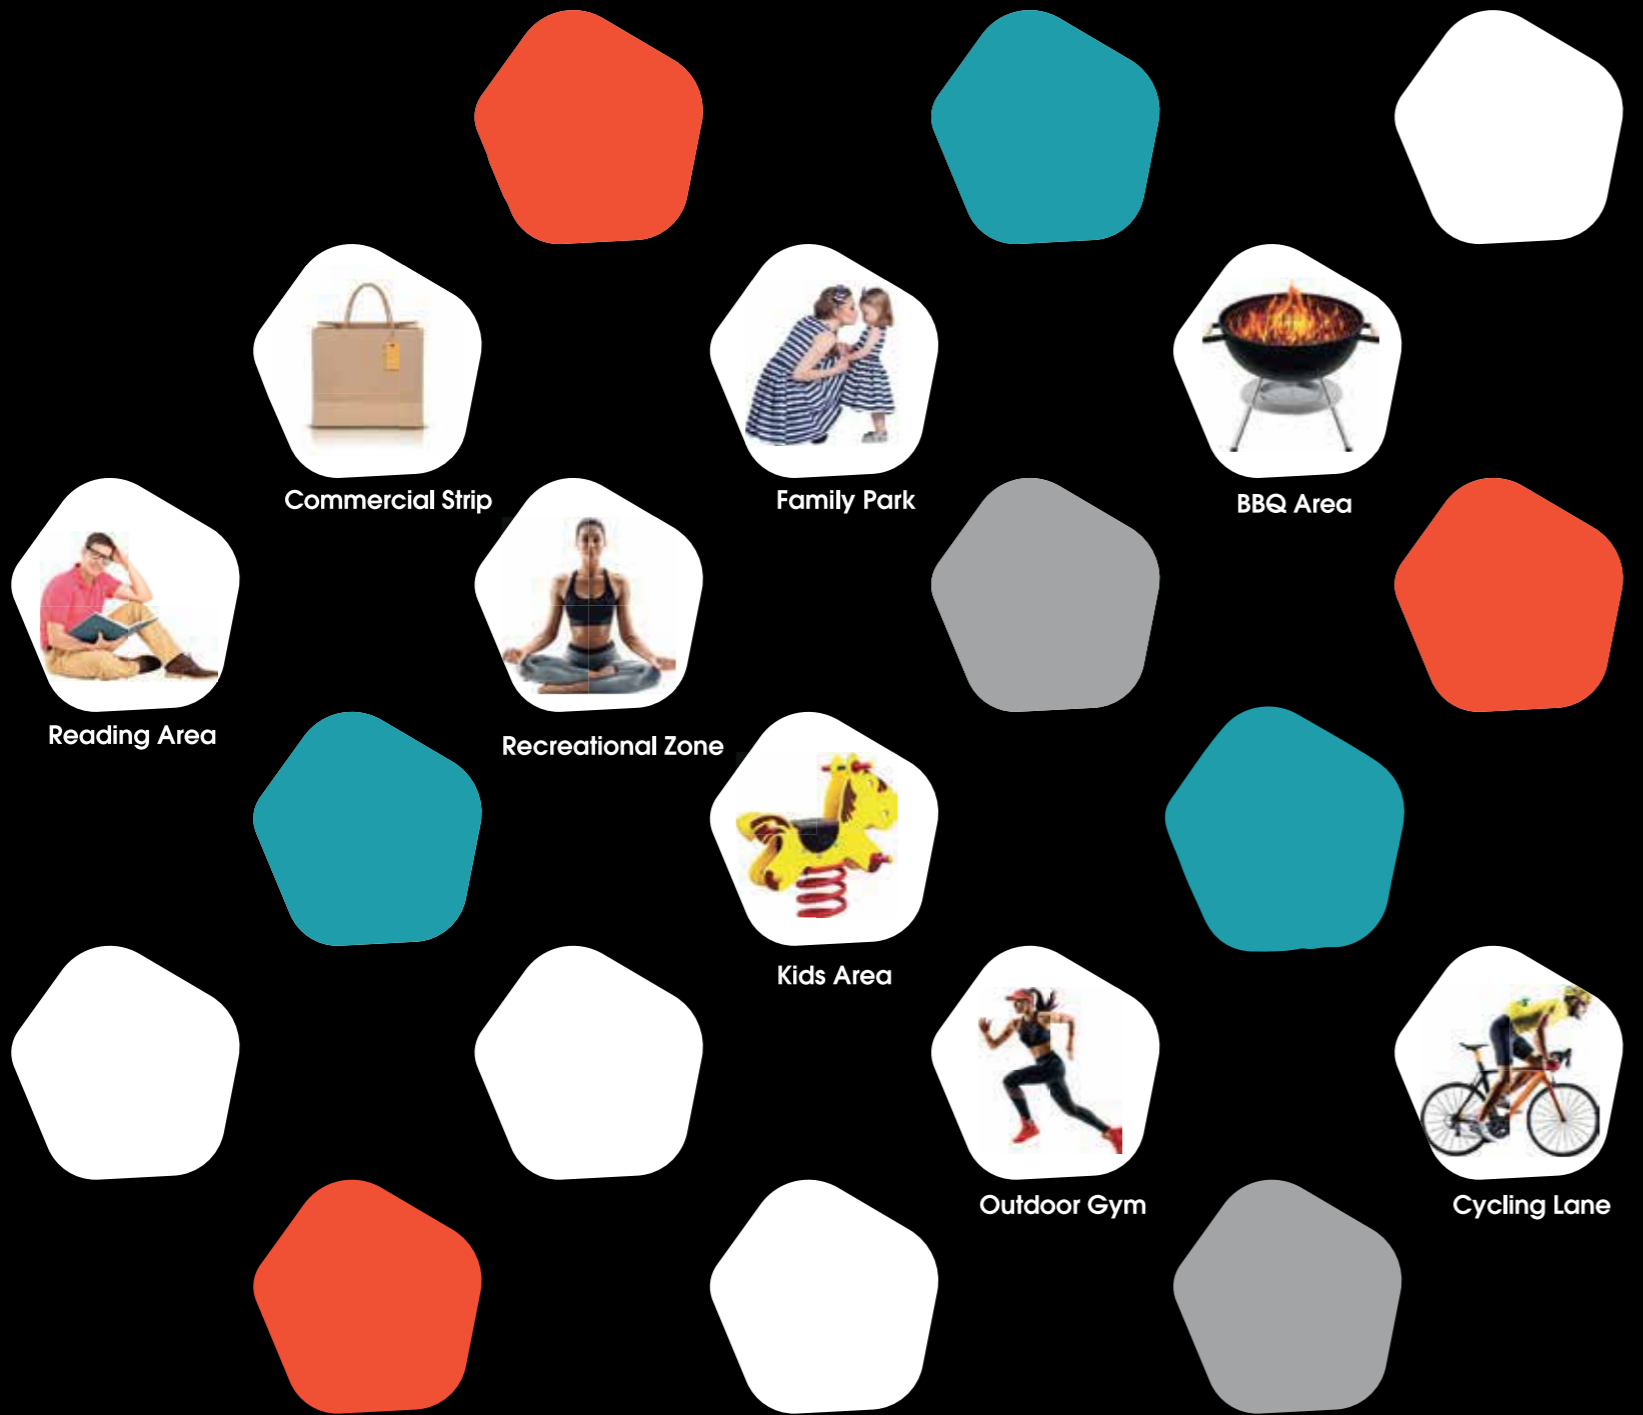 Commercial Strip
Family Park
BBQ Area
Reading Area
Recreational Zone
Kids Area
Outdoor Gym
Cycling Lane